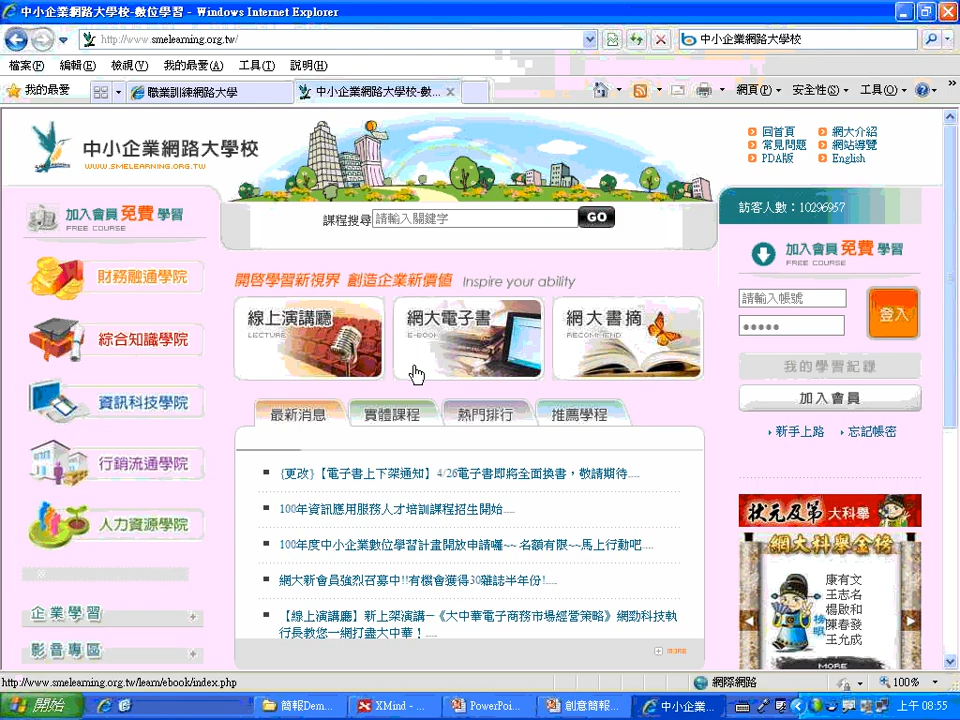 中小企業網路大學校-數位學習 - Windows Internet Explorer
http://www.smelearning.org.tw/
中小企業網路大學校
檔案(F) 編輯(E) 檢視(V) 我的最愛(A) 工具(T) 說明(H)
我的最愛
職業訓練網路大學
中小企業網路大學校-數...
網頁(P)
安全性(S)
工具(O)
中小企業網路大學校
WWW.SMELEARNING.ORG.TW
回首頁 網大介紹
常見問題 網站導覽
PDA版 English
加入會員免費學習
FREE COURSE
課程搜尋 請輸入關鍵字 GO
訪客人數：10296957
加入會員免費學習
FREE COURSE
財務融通學院
綜合知識學院
資訊科技學院
行銷流通學院
人力資源學院
企業學習
影音專區
開啟學習新視界 創造企業新價值 Inspire your ability
線上演講廳
LECTURE
網大電子書
E-BOOK
網大書摘
RECOMMEND
請輸入帳號
●●●●●
登入
我的學習紀錄
加入會員
新手上路 忘記帳密
最新消息 實體課程 熱門排行 推薦學程
{更改}【電子書上下架通知】4/26電子書即將全面換書，敬請期待....
100年資訊應用服務人才培訓課程招生開始....
100年度中小企業數位學習計畫開放申請囉~~ 名額有限~~馬上行動吧....
網大新會員強烈召募中!!有機會獲得30雜誌半年份!....
【線上演講廳】新上架演講—《大中華電子商務市場經營策略》網勁科技執
行長教您一網打盡大中華！....
MORE
狀元及第 大科舉
網大科舉金榜
榜眼
康有文
王志名
楊啟和
陳春發
王允成
MORE
http://www.smelearning.org.tw/learn/ebook/index.php
網際網路
100%
開始
簡報Dem...
XMind - ...
PowerPoi...
創意簡報...
中小企...
上午 08:55